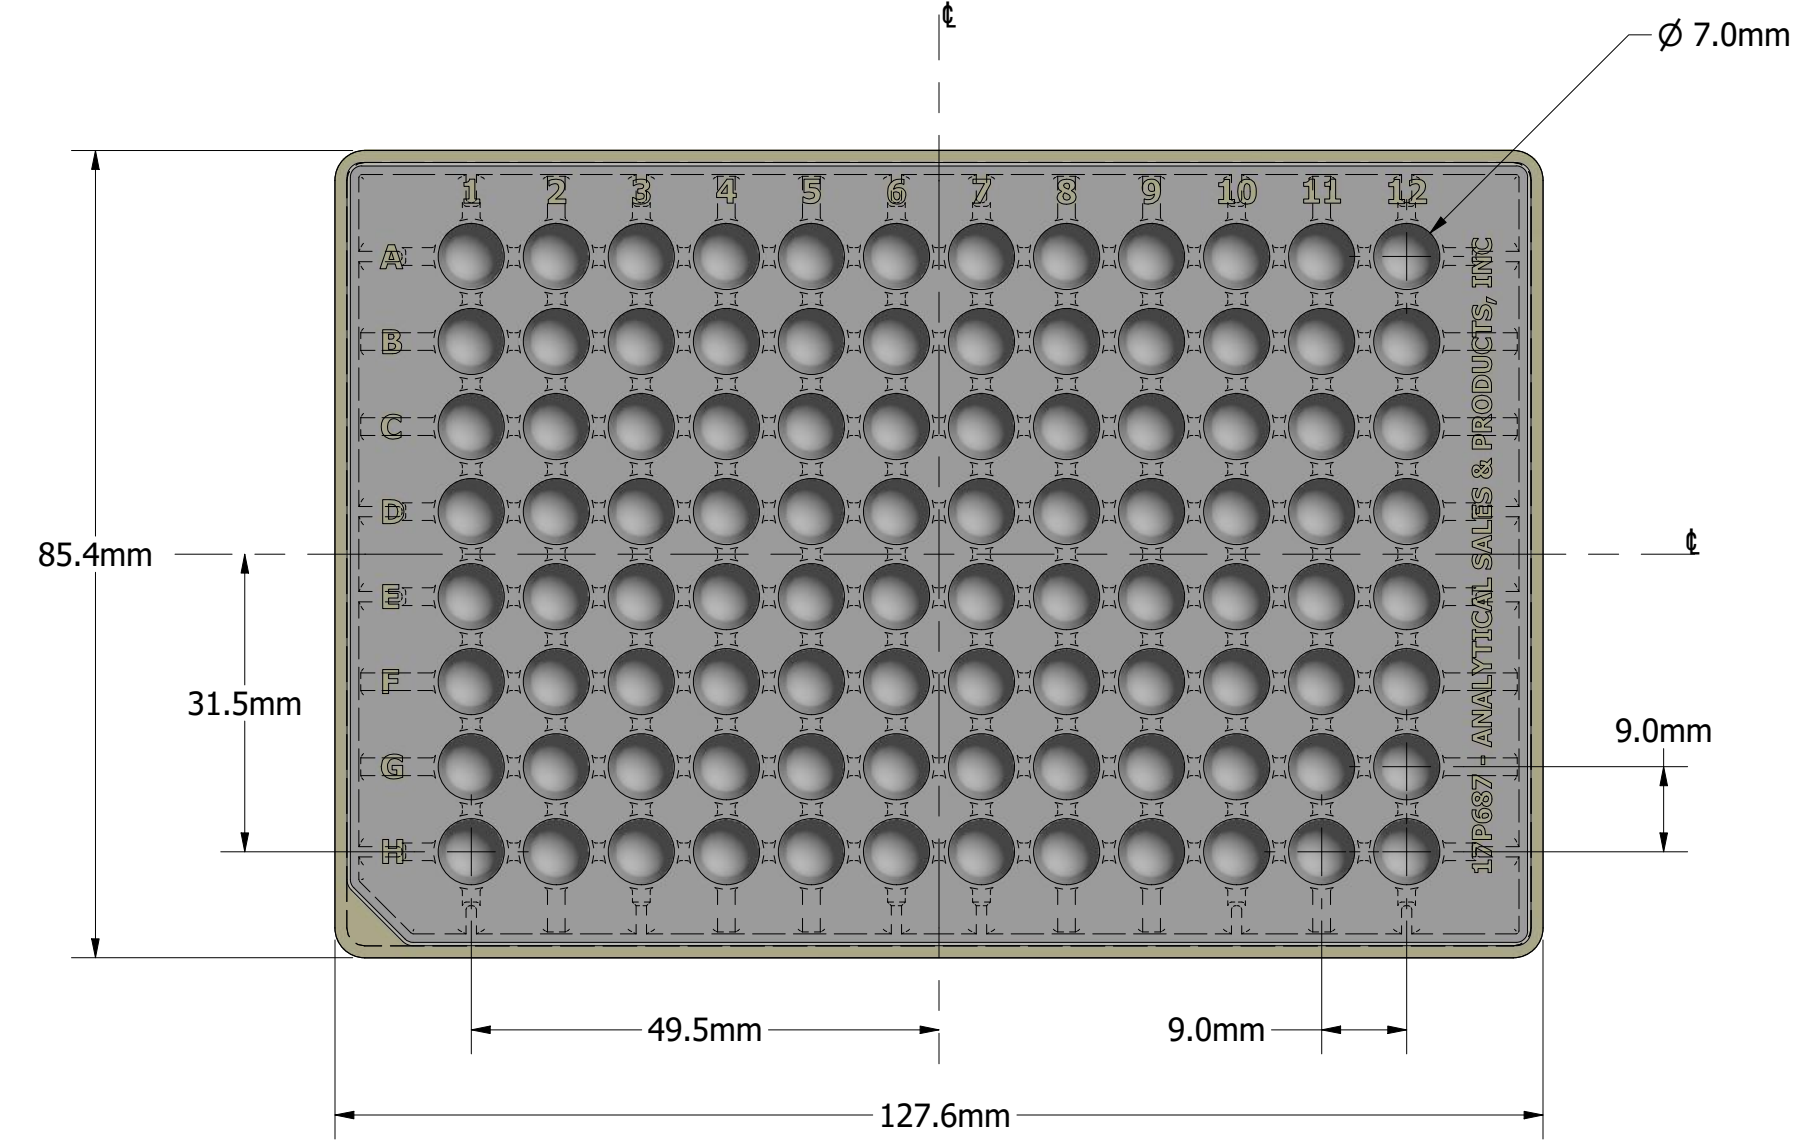 ℄
Ø 7.0mm
1 2 3 4 5 6 7 8 9 10 11 12
A
B
C
D
E
F
G
H
17P687 - ANALYTICAL SALES & PRODUCTS, INC
85.4mm
℄
31.5mm
9.0mm
49.5mm
9.0mm
127.6mm